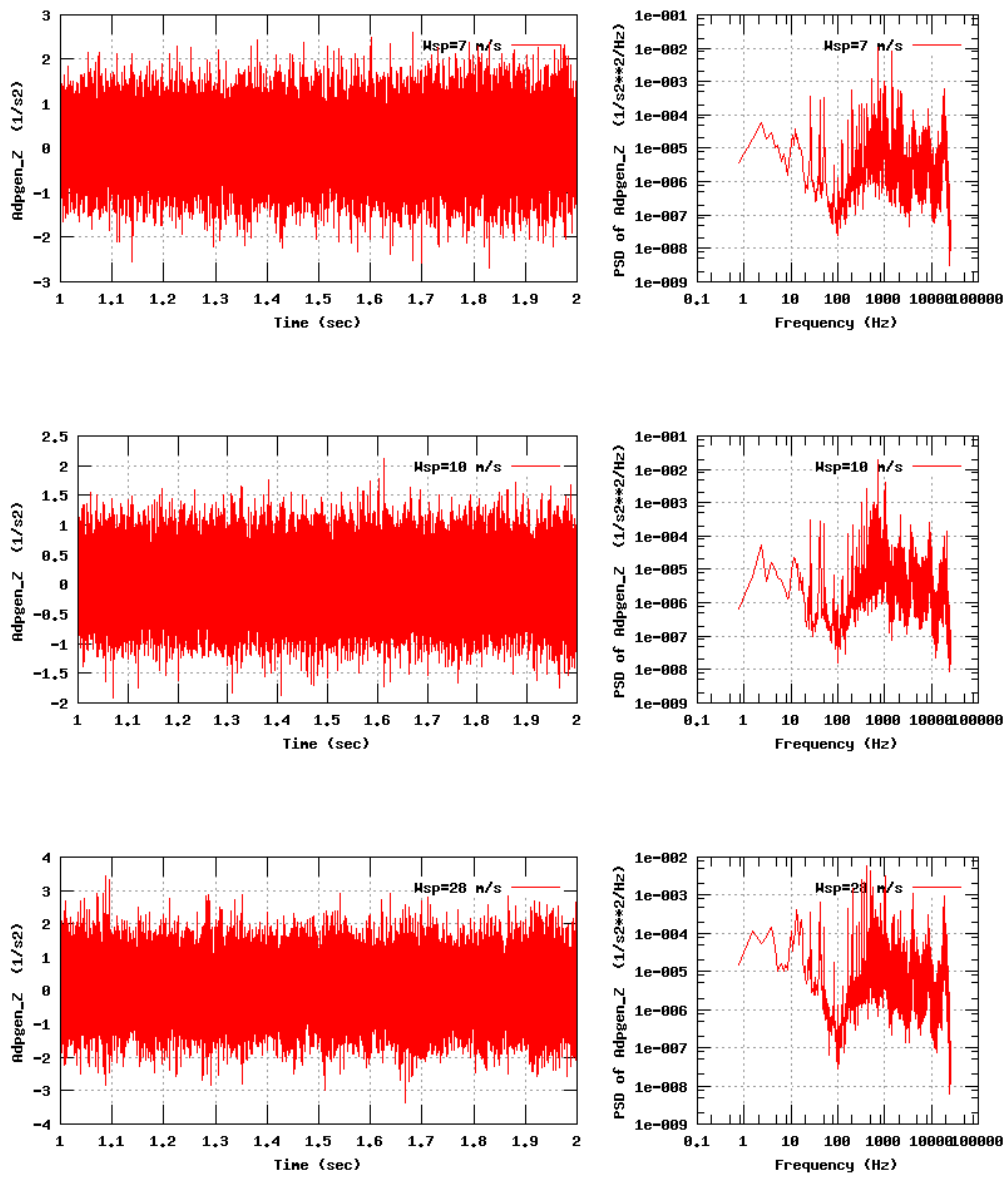 3
2
1
0
-1
-2
-3
Adpgen_Z (1/s2)
Wsp=7 m/s
1 1.1 1.2 1.3 1.4 1.5 1.6 1.7 1.8 1.9 2
Time (sec)
1e-001
1e-002
1e-003
1e-004
1e-005
1e-006
1e-007
1e-008
1e-009
PSD of Adpgen_Z (1/s2**2/Hz)
Wsp=7 m/s
0.1 1 10 100 1000 10000 100000
Frequency (Hz)
2.5
2
1.5
1
0.5
0
-0.5
-1
-1.5
-2
Adpgen_Z (1/s2)
Wsp=10 m/s
1 1.1 1.2 1.3 1.4 1.5 1.6 1.7 1.8 1.9 2
Time (sec)
1e-001
1e-002
1e-003
1e-004
1e-005
1e-006
1e-007
1e-008
1e-009
PSD of Adpgen_Z (1/s2**2/Hz)
Wsp=10 m/s
0.1 1 10 100 1000 10000 100000
Frequency (Hz)
4
3
2
1
0
-1
-2
-3
-4
Adpgen_Z (1/s2)
Wsp=28 m/s
1 1.1 1.2 1.3 1.4 1.5 1.6 1.7 1.8 1.9 2
Time (sec)
1e-002
1e-003
1e-004
1e-005
1e-006
1e-007
1e-008
1e-009
PSD of Adpgen_Z (1/s2**2/Hz)
Wsp=28 m/s
0.1 1 10 100 1000 10000 100000
Frequency (Hz)